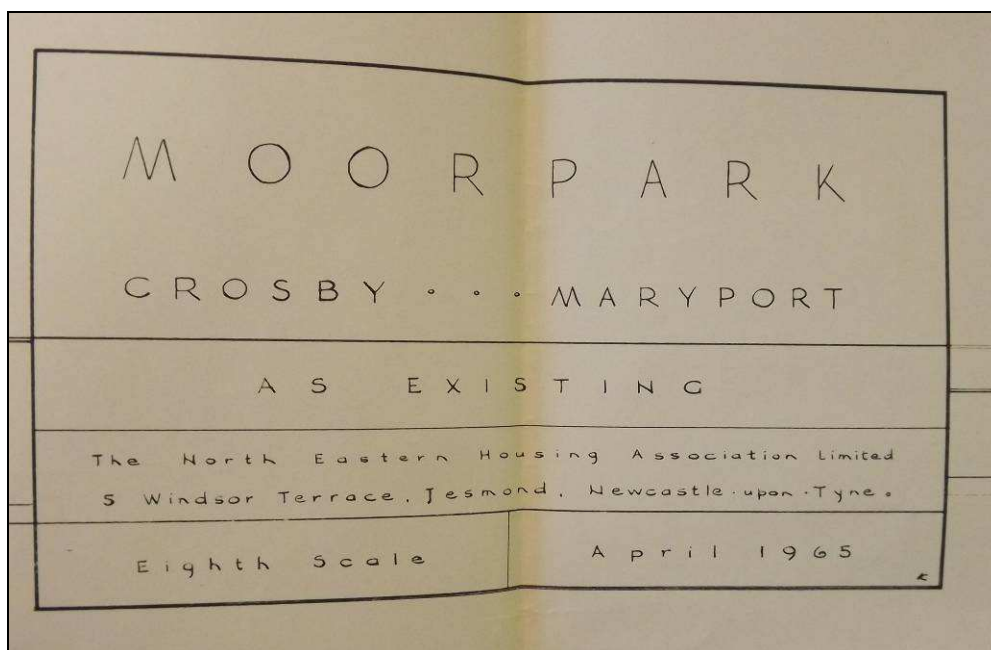 MOORPARK
CROSBY . . . MARYPORT
AS EXISTING
The North Eastern Housing Association Limited
5 Windsor Terrace. Jesmond. Newcastle.upon.Tyne.
Eighth Scale
April 1965